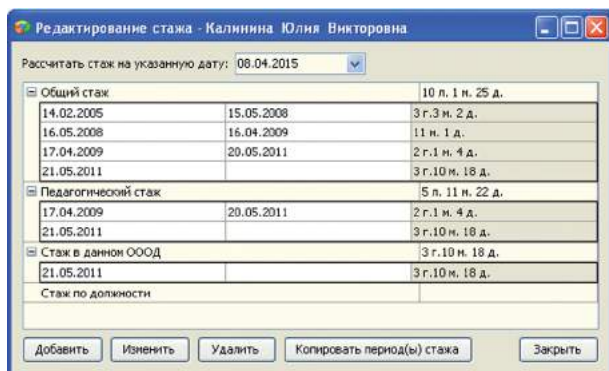 Редактирование стажа - Калинина Юлия Викторовна
Рассчитать стаж на указанную дату: 08.04.2015
Общий стаж 10 л. 1 м. 25 д.
14.02.2005 15.05.2008 3 г.3 м. 2 д.
16.05.2008 16.04.2009 11 м. 1 д.
17.04.2009 20.05.2011 2 г.1 м. 4 д.
21.05.2011 3 г.10 м. 18 д.
Педагогический стаж 5 л. 11 м. 22 д.
17.04.2009 20.05.2011 2 г.1 м. 4 д.
21.05.2011 3 г.10 м. 18 д.
Стаж в данном ОООД 3 г.10 м. 18 д.
21.05.2011 3 г.10 м. 18 д.
Стаж по должности
Добавить Изменить Удалить Копировать период(ы) стажа Закрыть